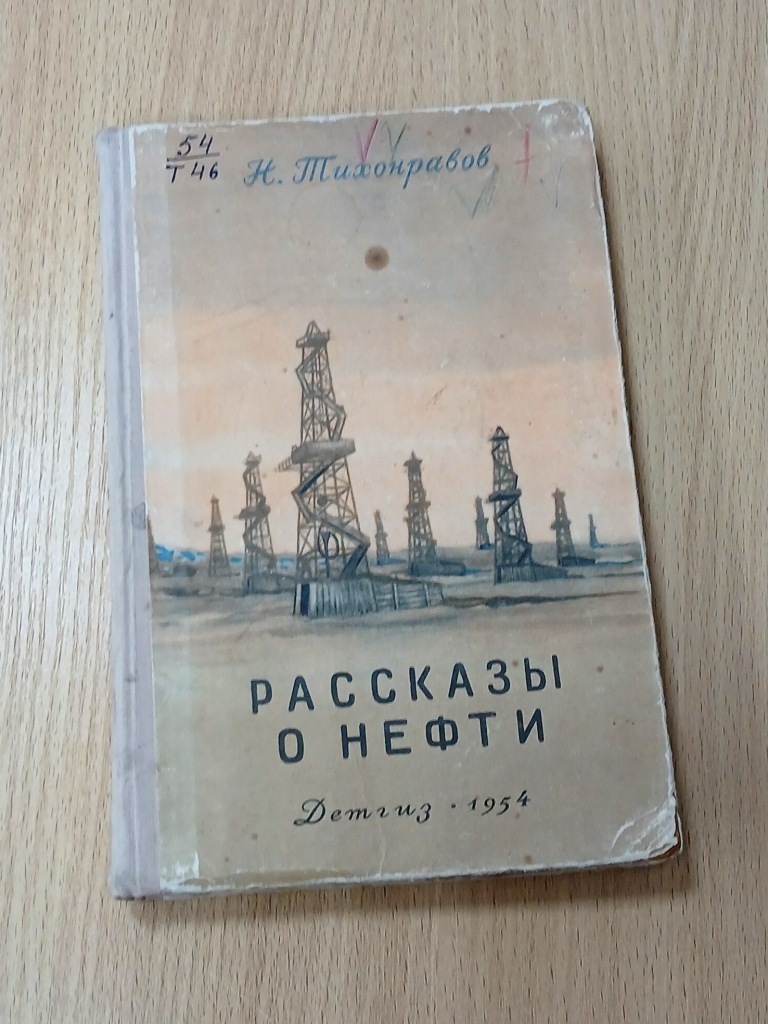 54
Т 46
Н. Тихонравов
РАССКАЗЫ
О НЕФТИ
Детгиз · 1954